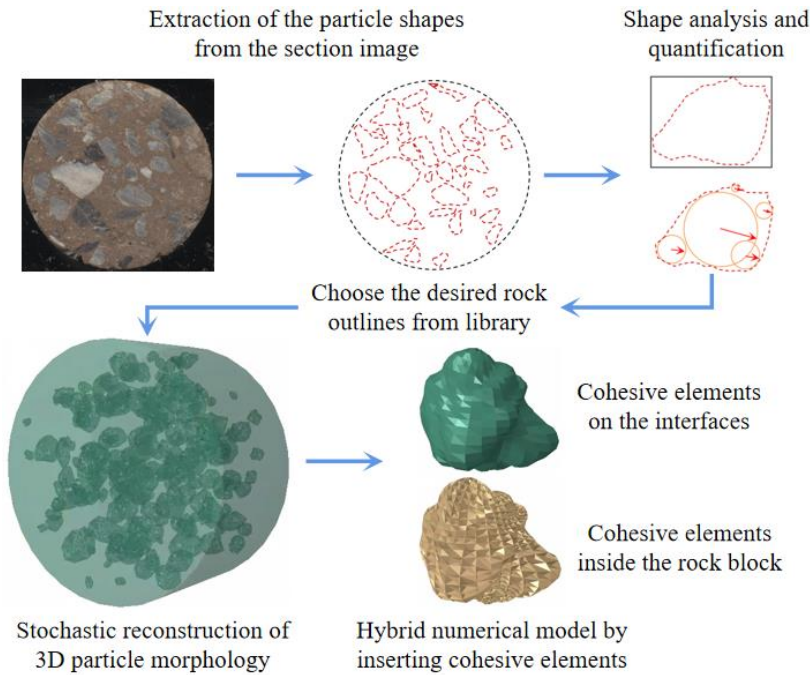 Extraction of the particle shapes
from the section image
Shape analysis and
quantification
Choose the desired rock
outlines from library
Cohesive elements
on the interfaces
Cohesive elements
inside the rock block
Stochastic reconstruction of
3D particle morphology
Hybrid numerical model by
inserting cohesive elements